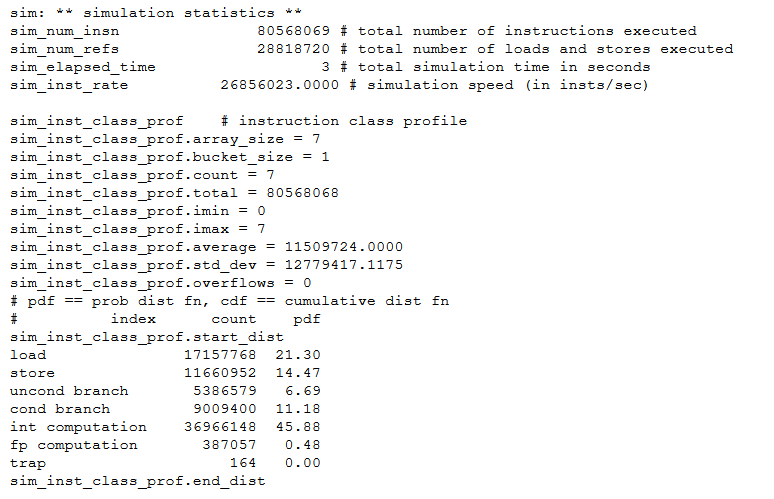 sim: ** simulation statistics **
sim_num_insn 80568069 # total number of instructions executed
sim_num_refs 28818720 # total number of loads and stores executed
sim_elapsed_time 3 # total simulation time in seconds
sim_inst_rate 26856023.0000 # simulation speed (in insts/sec)

sim_inst_class_prof # instruction class profile
sim_inst_class_prof.array_size = 7
sim_inst_class_prof.bucket_size = 1
sim_inst_class_prof.count = 7
sim_inst_class_prof.total = 80568068
sim_inst_class_prof.imin = 0
sim_inst_class_prof.imax = 7
sim_inst_class_prof.average = 11509724.0000
sim_inst_class_prof.std_dev = 12779417.1175
sim_inst_class_prof.overflows = 0
# pdf == prob dist fn, cdf == cumulative dist fn
# index count pdf
sim_inst_class_prof.start_dist
load 17157768 21.30
store 11660952 14.47
uncond branch 5386579 6.69
cond branch 9009400 11.18
int computation 36966148 45.88
fp computation 387057 0.48
trap 164 0.00
sim_inst_class_prof.end_dist